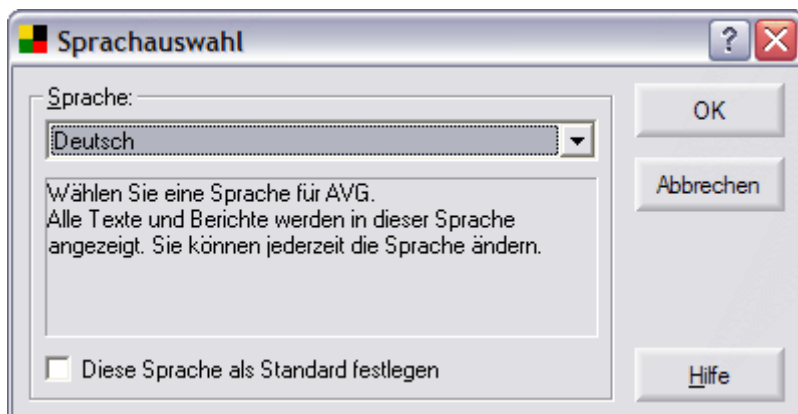 Sprachauswahl
Sprache:
Deutsch
Wählen Sie eine Sprache für AVG.
Alle Texte und Berichte werden in dieser Sprache
angezeigt. Sie können jederzeit die Sprache ändern.
Diese Sprache als Standard festlegen
?
OK
Abbrechen
Hilfe